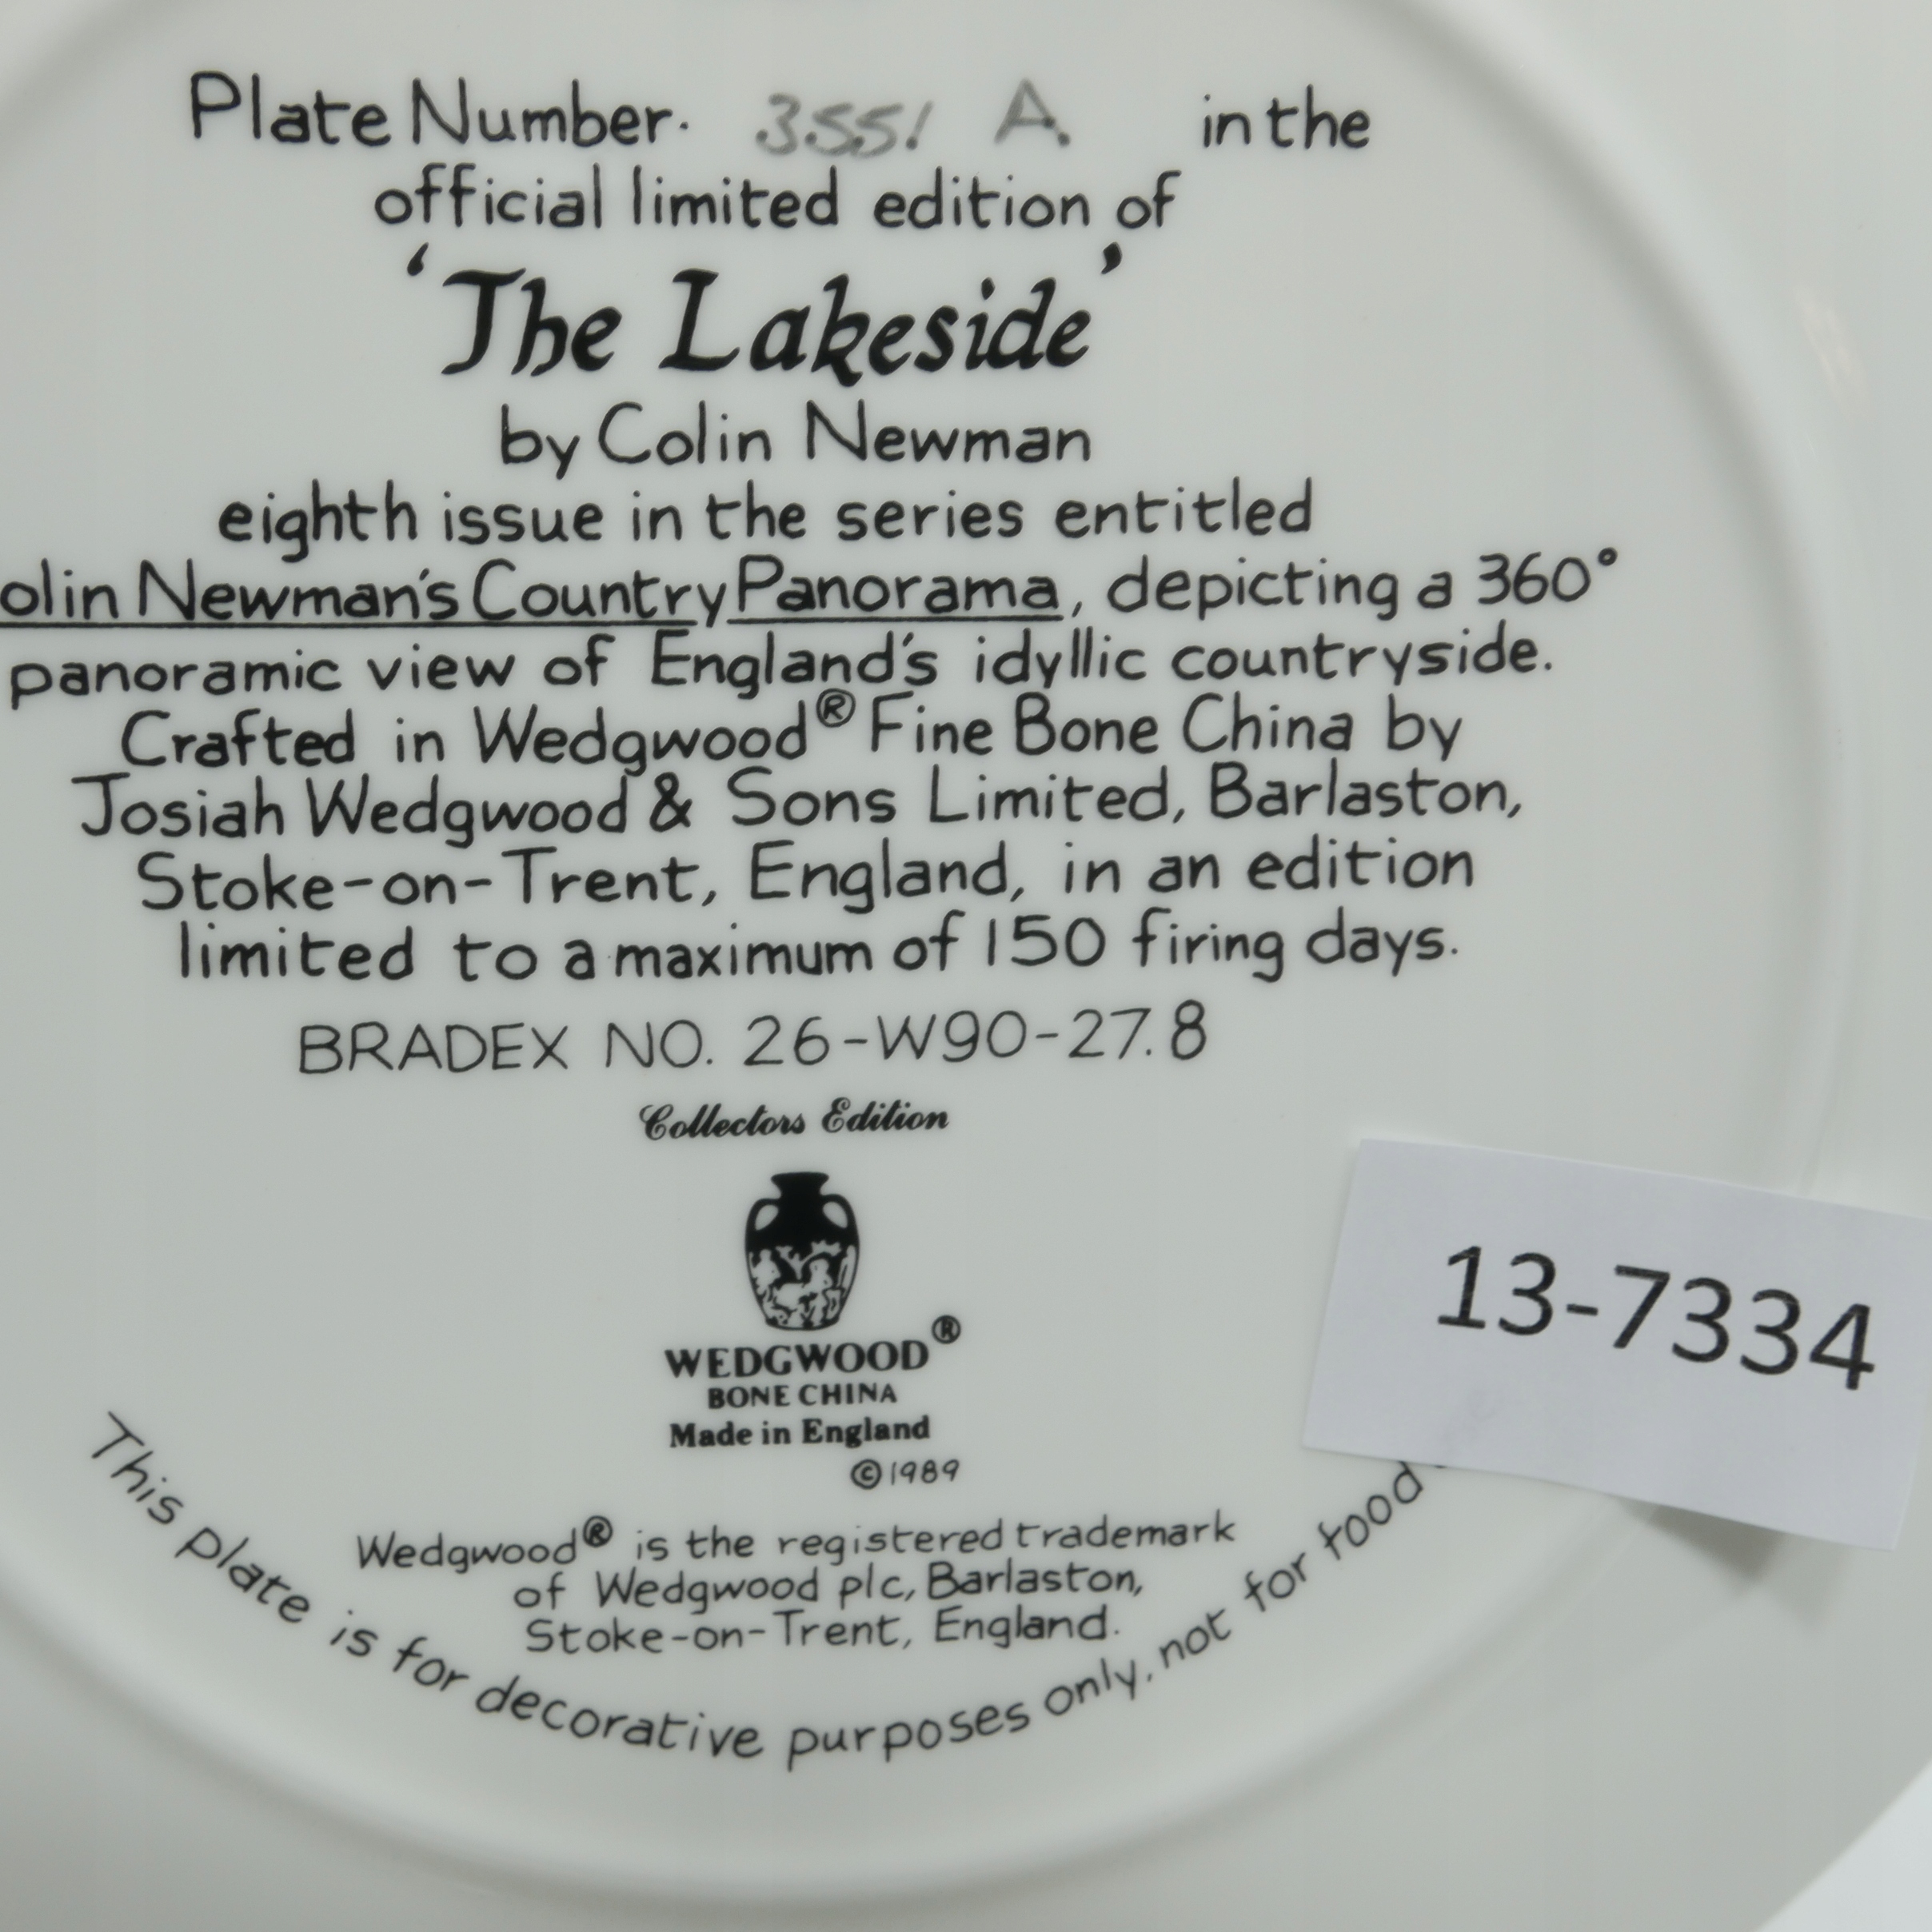 Plate Number. 3551 A. in the
official limited edition of
'The Lakeside'
by Colin Newman
eighth issue in the series entitled
olin Newman's Country Panorama, depicting a 360°
panoramic view of England's idyllic countryside.
Crafted in Wedgwood® Fine Bone China by
Josiah Wedgwood & Sons Limited, Barlaston,
Stoke-on-Trent, England, in an edition
limited to a maximum of 150 firing days.
BRADEX NO. 26-W90-27.8
Collectors Edition
WEDGWOOD®
BONE CHINA
Made in England
©1989
Wedgwood® is the registered trademark
of Wedgwood plc, Barlaston,
Stoke-on-Trent, England.
This plate is for decorative purposes only, not for food
13-7334